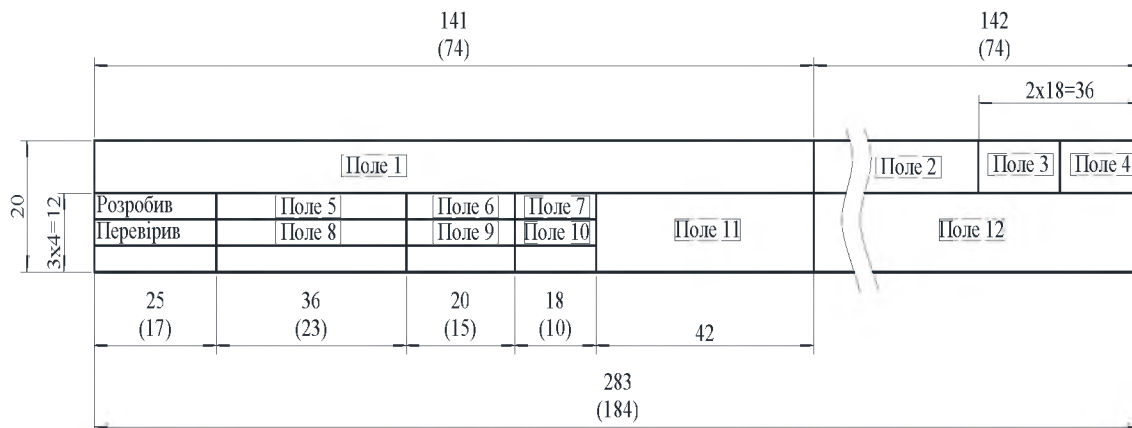 141
(74)
142
(74)
2x18=36
20
3x4=12
Поле 1
Поле 2
Поле 3
Поле 4
Розробив
Поле 5
Поле 6
Поле 7
Перевірив
Поле 8
Поле 9
Поле 10
Поле 11
Поле 12
25
(17)
36
(23)
20
(15)
18
(10)
42
283
(184)